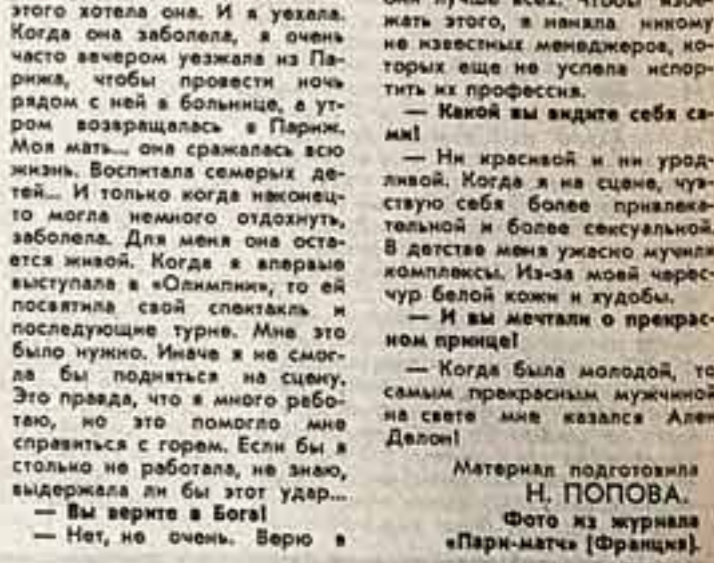 этого хотела она. И я уехала.
Когда она заболела, я очень
часто вечером уезжала из Па-
рижа, чтобы провести ночь
рядом с ней в больнице, а ут-
ром возвращалась в Париж.
Моя мать... она сражалась всю
жизнь. Воспитала семерых де-
тей... И только когда наконец-
то могла немного отдохнуть,
заболела. Для меня она оста-
ется живой. Когда я впервые
выступала в «Олимпии», то ей
посвятила свой спектакль и
последующие турне. Мне это
было нужно. Иначе я не смог-
ла бы подняться на сцену.
Это правда, что я много рабо-
таю, но это помогло мне
справиться с горем. Если бы я
столько не работала, не знаю,
выдержала ли бы этот удар...
— Вы верите в Бога!
— Нет, не очень. Верю в
они лучше всех. Чтобы избе-
жать этого, я наняла никому
не известных менеджеров, ко-
торых еще не успела испор-
тить их профессия.
— Какой вы видите себя са-
ми!
— Ни красивой и ни урод-
ливой. Когда я на сцене, чув-
ствую себя более привлека-
тельной и более сексуальной.
В детстве меня ужасно мучили
комплексы. Из-за моей черес-
чур белой кожи и худобы.
— И вы мечтали о прекрас-
ном принце!
— Когда была молодой, то
самым прекрасным мужчиной
на свете мне казался Ален
Делон!
Материал подготовила
Н. ПОПОВА.
Фото из журнала
«Пари-матч» (Франция).